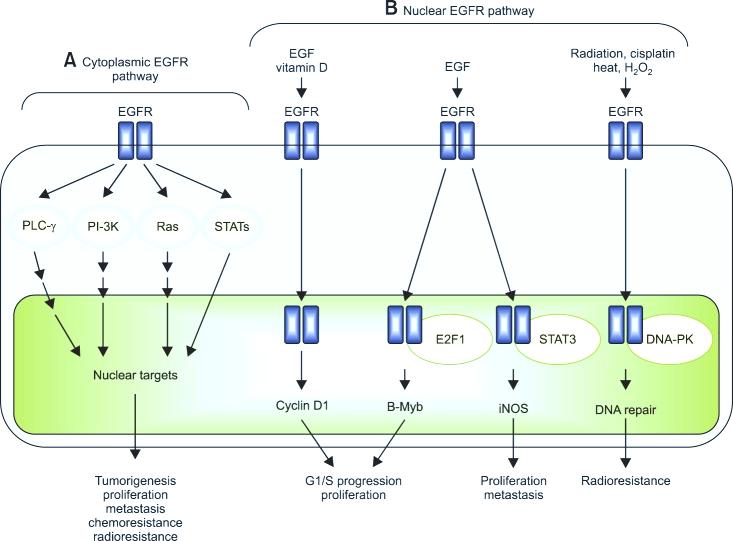 B Nuclear EGFR pathway
A Cytoplasmic EGFR
pathway
EGF
vitamin D
EGF
Radiation, cisplatin
heat, H₂O₂
EGFR
EGFR
EGFR
EGFR
PLC-γ
PI-3K
Ras
STATs
E2F1
STAT3
DNA-PK
Nuclear targets
Cyclin D1
B-Myb
iNOS
DNA repair
Tumorigenesis
proliferation
metastasis
chemoresistance
radioresistance
G1/S progression
proliferation
Proliferation
metastasis
Radioresistance